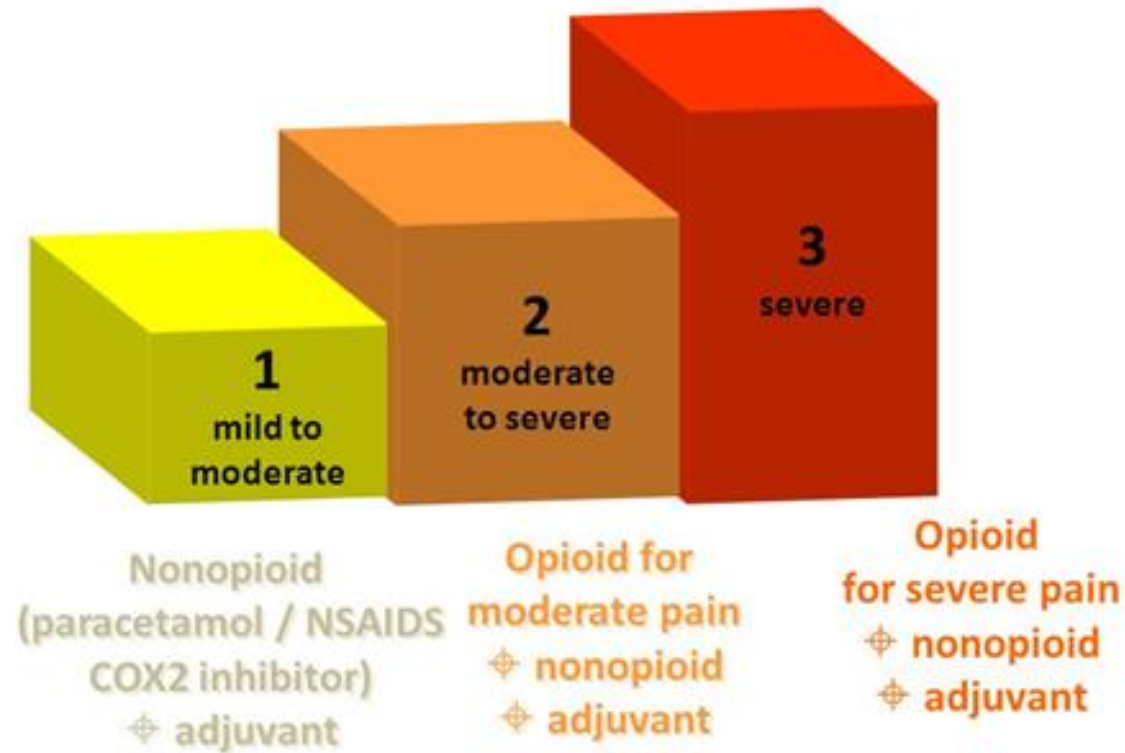 1
mild to
moderate
2
moderate
to severe
3
severe
Nonopioid
(paracetamol / NSAIDS
COX2 inhibitor)
⌖ adjuvant
Opioid for
moderate pain
⌖ nonopioid
⌖ adjuvant
Opioid
for severe pain
⌖ nonopioid
⌖ adjuvant